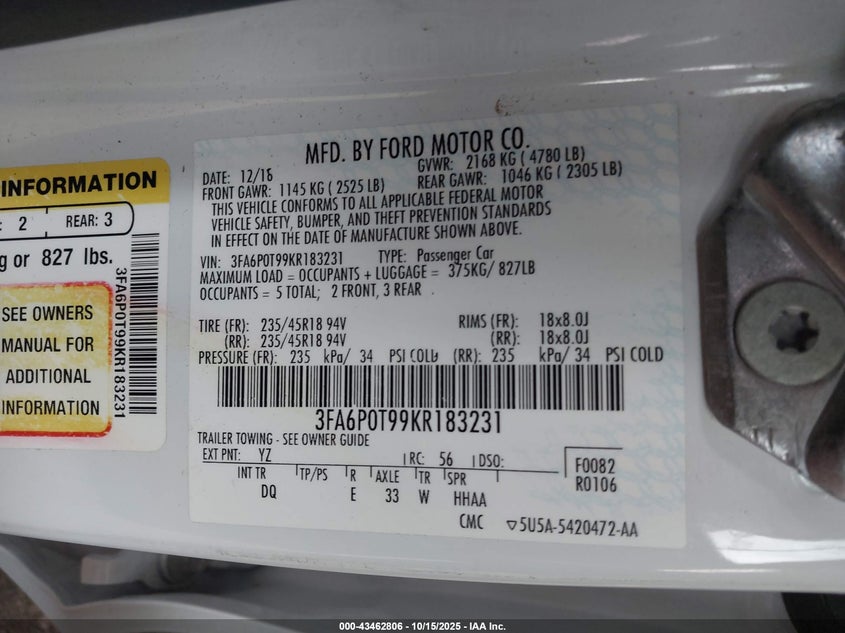 INFORMATION
: 2 REAR: 3
g or 827 lbs.
SEE OWNERS
MANUAL FOR
ADDITIONAL
INFORMATION
3FA6P0T99KR183231
MFD. BY FORD MOTOR CO.
DATE: 12/18 GVWR: 2168 KG ( 4780 LB)
FRONT GAWR: 1145 KG ( 2525 LB) REAR GAWR: 1046 KG ( 2305 LB)
THIS VEHICLE CONFORMS TO ALL APPLICABLE FEDERAL MOTOR
VEHICLE SAFETY, BUMPER, AND THEFT PREVENTION STANDARDS
IN EFFECT ON THE DATE OF MANUFACTURE SHOWN ABOVE.
VIN: 3FA6P0T99KR183231 TYPE: Passenger Car
MAXIMUM LOAD = OCCUPANTS + LUGGAGE = 375KG/ 827LB
OCCUPANTS = 5 TOTAL; 2 FRONT, 3 REAR
TIRE (FR): 235/45R18 94V RIMS (FR): 18x8.0J
(RR): 235/45R18 94V (RR): 18x8.0J
PRESSURE (FR): 235 kPa/ 34 PSI COLD (RR): 235 kPa/ 34 PSI COLD
3FA6P0T99KR183231
TRAILER TOWING - SEE OWNER GUIDE
EXT PNT: YZ RC: 56 DSO:
F0082
R0106
INT TR TP/PS R AXLE TR SPR
DQ E 33 W HHAA
CMC ▽5U5A-5420472-AA
000-43462806 - 10/15/2025 - IAA Inc.